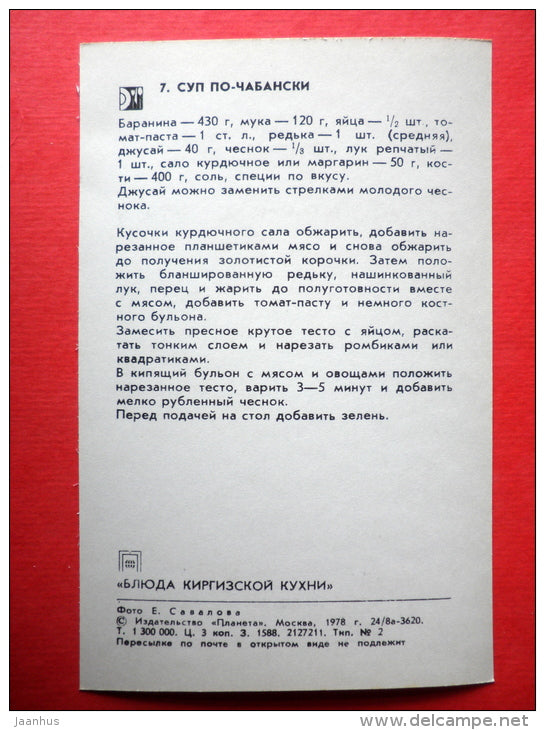 7. СУП ПО-ЧАБАНСКИ
Баранина — 430 г, мука — 120 г, яйца — 1/2 шт., то-
мат-паста — 1 ст. л., редька — 1 шт. (средняя),
джусай — 40 г, чеснок — 1/3 шт., лук репчатый —
1 шт., сало курдючное или маргарин — 50 г, кос-
ти — 400 г, соль, специи по вкусу.
Джусай можно заменить стрелками молодого чес-
нока.
Кусочки курдючного сала обжарить, добавить на-
резанное планшетиками мясо и снова обжарить
до получения золотистой корочки. Затем поло-
жить бланшированную редьку, нашинкованный
лук, перец и жарить до полуготовности вместе
с мясом, добавить томат-пасту и немного кост-
ного бульона.
Замесить пресное крутое тесто с яйцом, раска-
тать тонким слоем и нарезать ромбиками или
квадратиками.
В кипящий бульон с мясом и овощами положить
нарезанное тесто, варить 3—5 минут и добавить
мелко рубленный чеснок.
Перед подачей на стол добавить зелень.
«БЛЮДА КИРГИЗСКОЙ КУХНИ»
Фото Е. Савалова
© Издательство «Планета». Москва, 1978 г. 24/8а-3620.
Т. 1 300 000. Ц. 3 коп. З. 1588. 2127211. Тип. № 2
Пересылке по почте в открытом виде не подлежит
jaanhus
www.delcampe.net